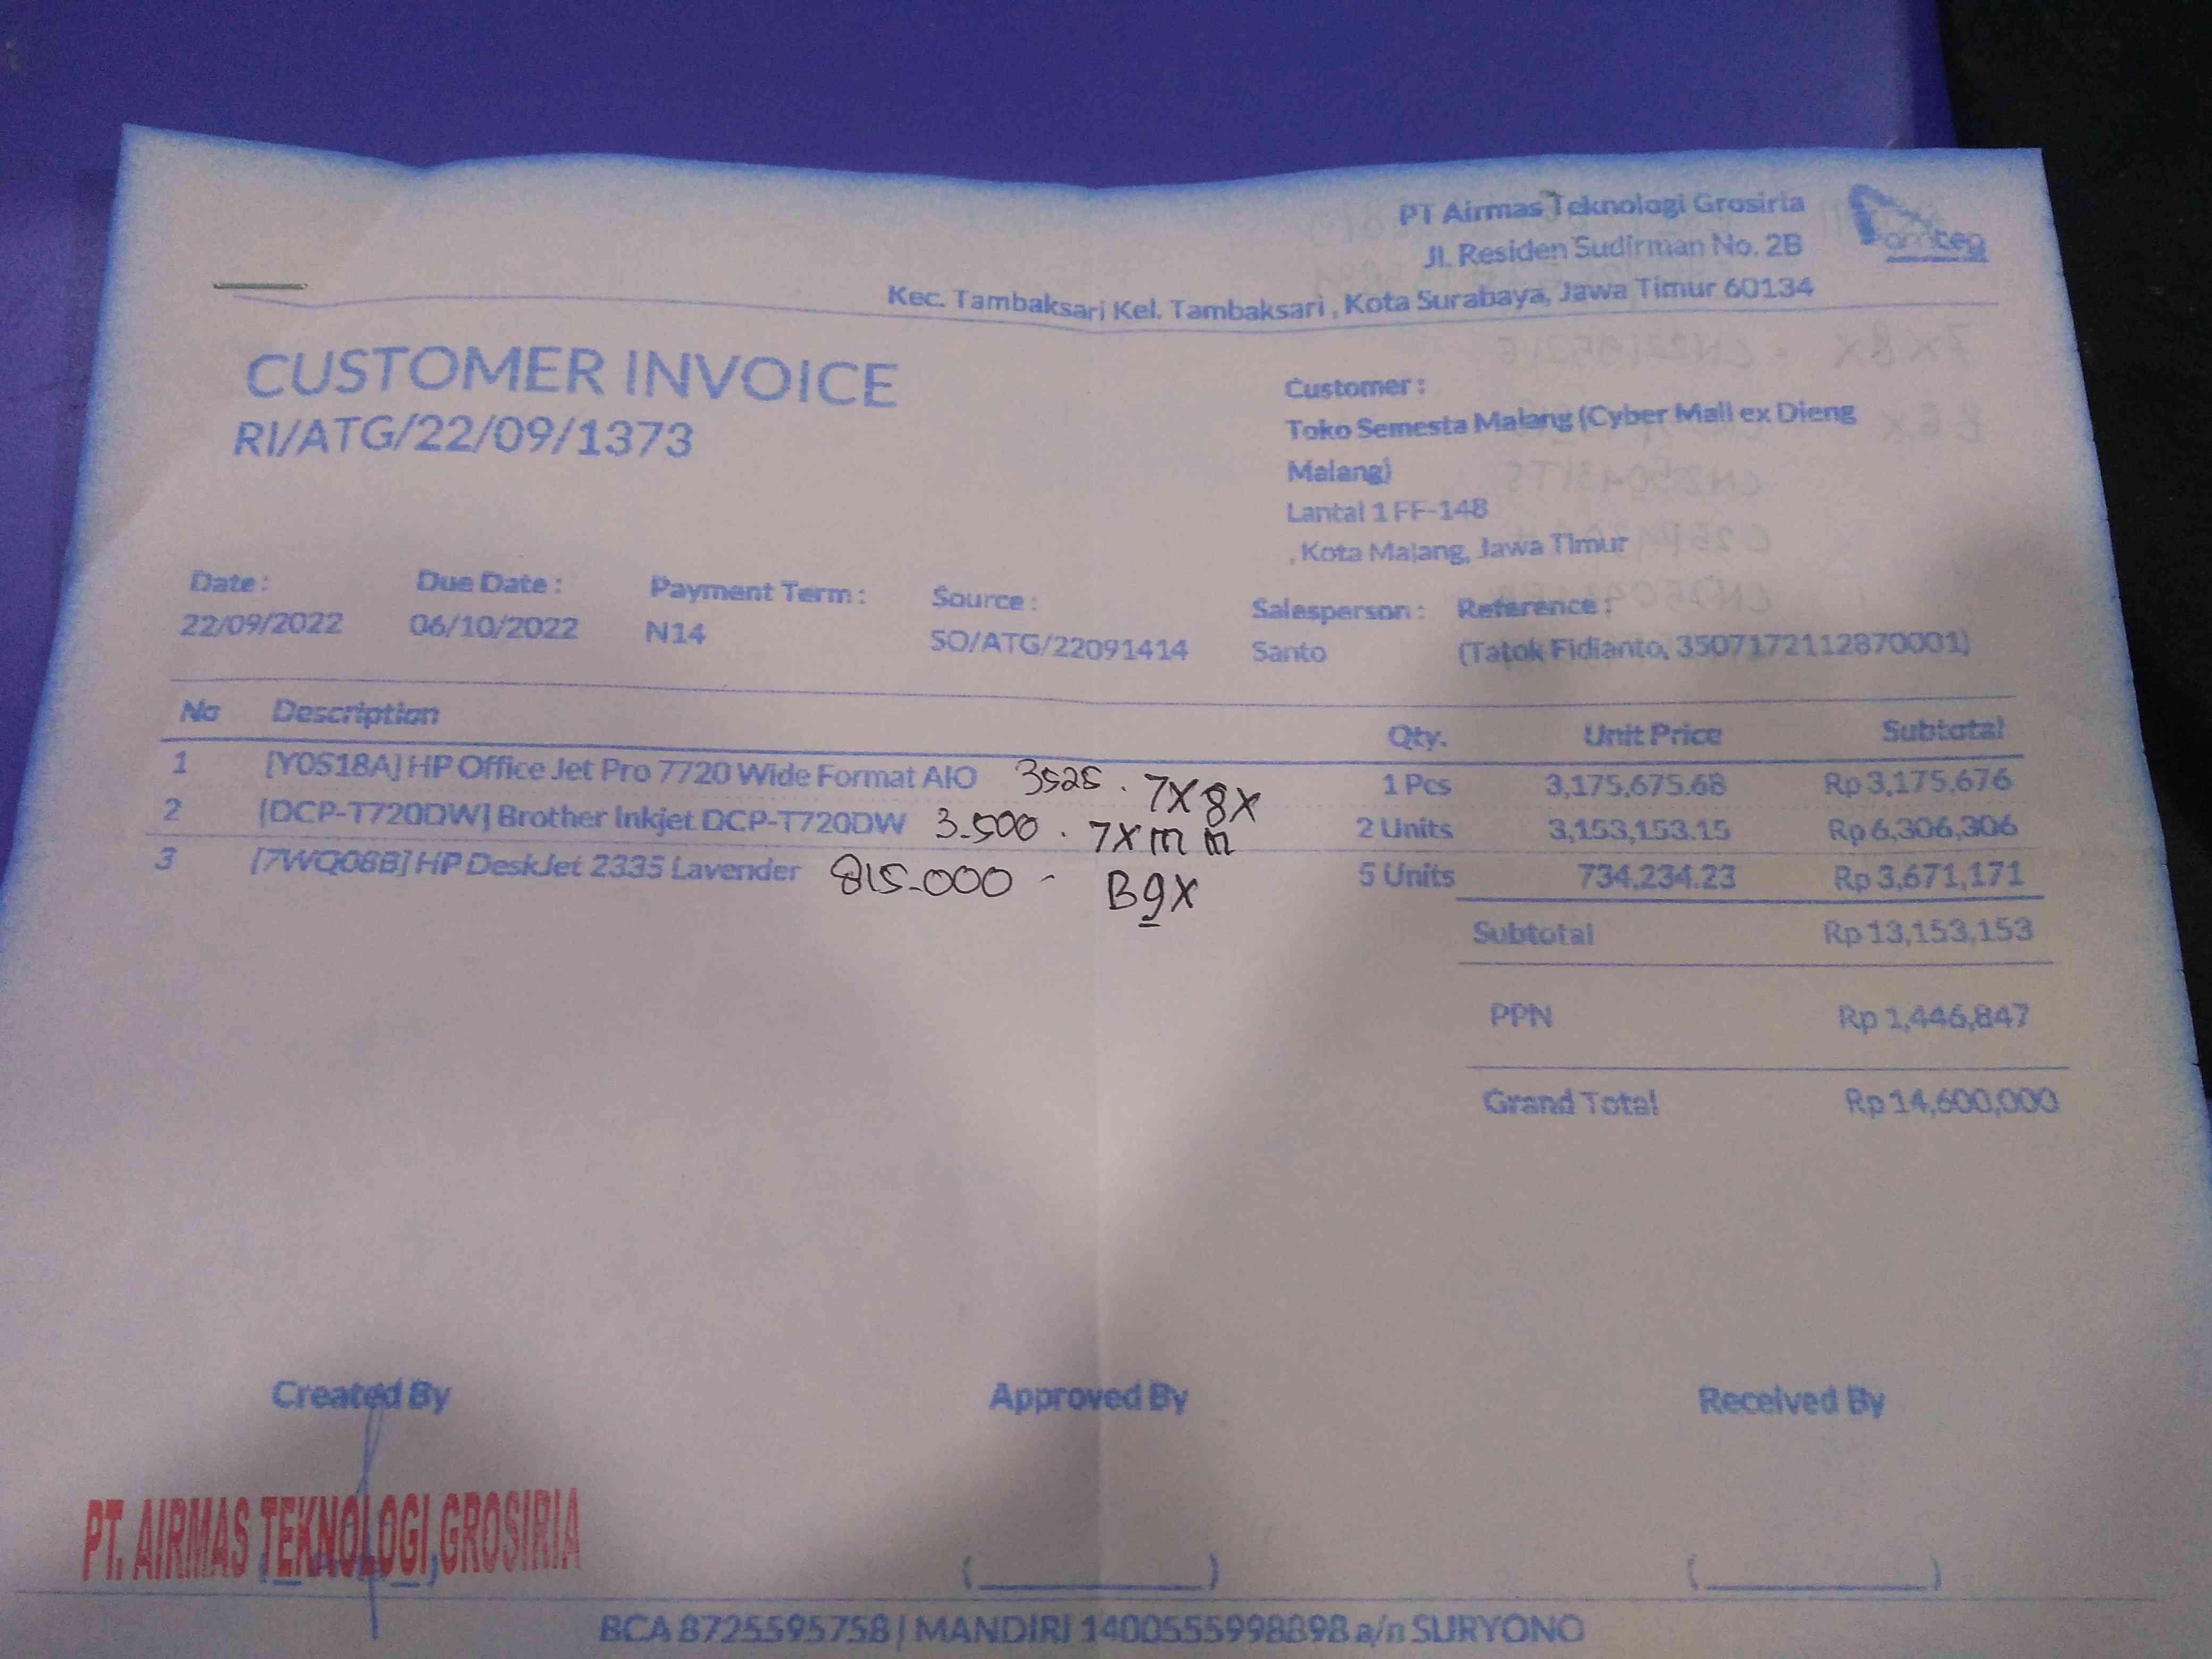 PT Airmas Teknologi Grosiria
Jl. Residen Sudirman No. 2B
Kec. Tambaksari Kel. Tambaksari , Kota Surabaya, Jawa Timur 60134
CUSTOMER INVOICE
RI/ATG/22/09/1373
Customer :
Toko Semesta Malang (Cyber Mall ex Dieng
Malang)
Lantai 1 FF-148
, Kota Malang, Jawa Timur
Date : Due Date : Payment Term : Source : Salesperson : Reference :
22/09/2022 06/10/2022 N14 SO/ATG/22091414 Santo (Tatok Fidianto, 3507172112870001)
No Description Qty. Unit Price Subtotal
1 [Y0S18A] HP Office Jet Pro 7720 Wide Format AIO 3525 . 7X8X 1 Pcs 3,175,675.68 Rp 3,175,676
2 [DCP-T720DW] Brother Inkjet DCP-T720DW 3.500 . 7X m m 2 Units 3,153,153.15 Rp 6,306,306
3 [7WQ08B] HP DeskJet 2335 Lavender 815.000 - B9X 5 Units 734,234.23 Rp 3,671,171
Subtotal Rp 13,153,153
PPN Rp 1,446,847
Grand Total Rp 14,600,000
Created By Approved By Received By
PT. AIRMAS TEKNOLOGI GROSIRIA
BCA 8725595758 | MANDIRI 1400555998898 a/n SURYONO